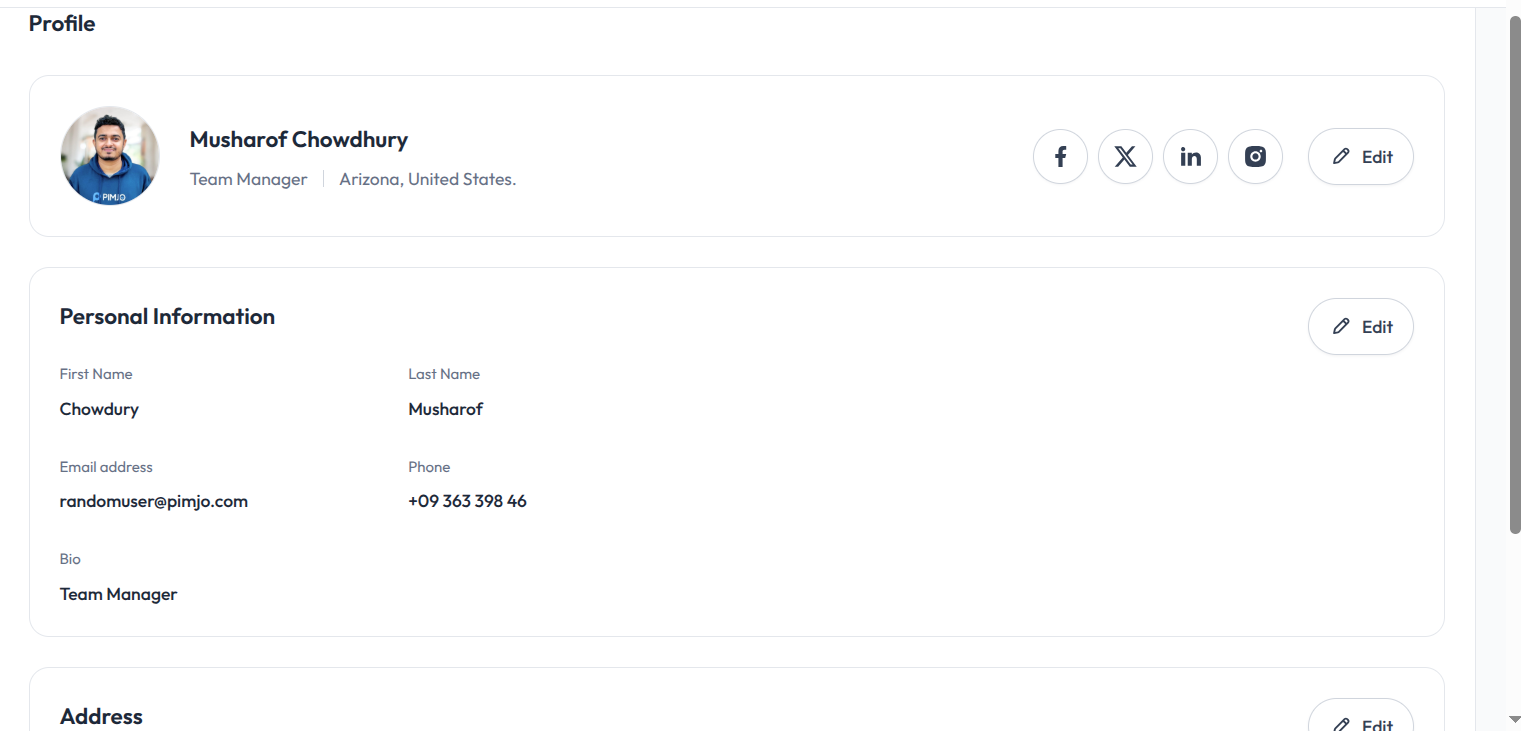 Profile
Musharof Chowdhury
Team Manager
Arizona, United States.
Edit
PIMJO
Personal Information
Edit
First Name
Last Name
Chowdury
Musharof
Email address
Phone
randomuser@pimjo.com
+09 363 398 46
Bio
Team Manager
Address
Edit